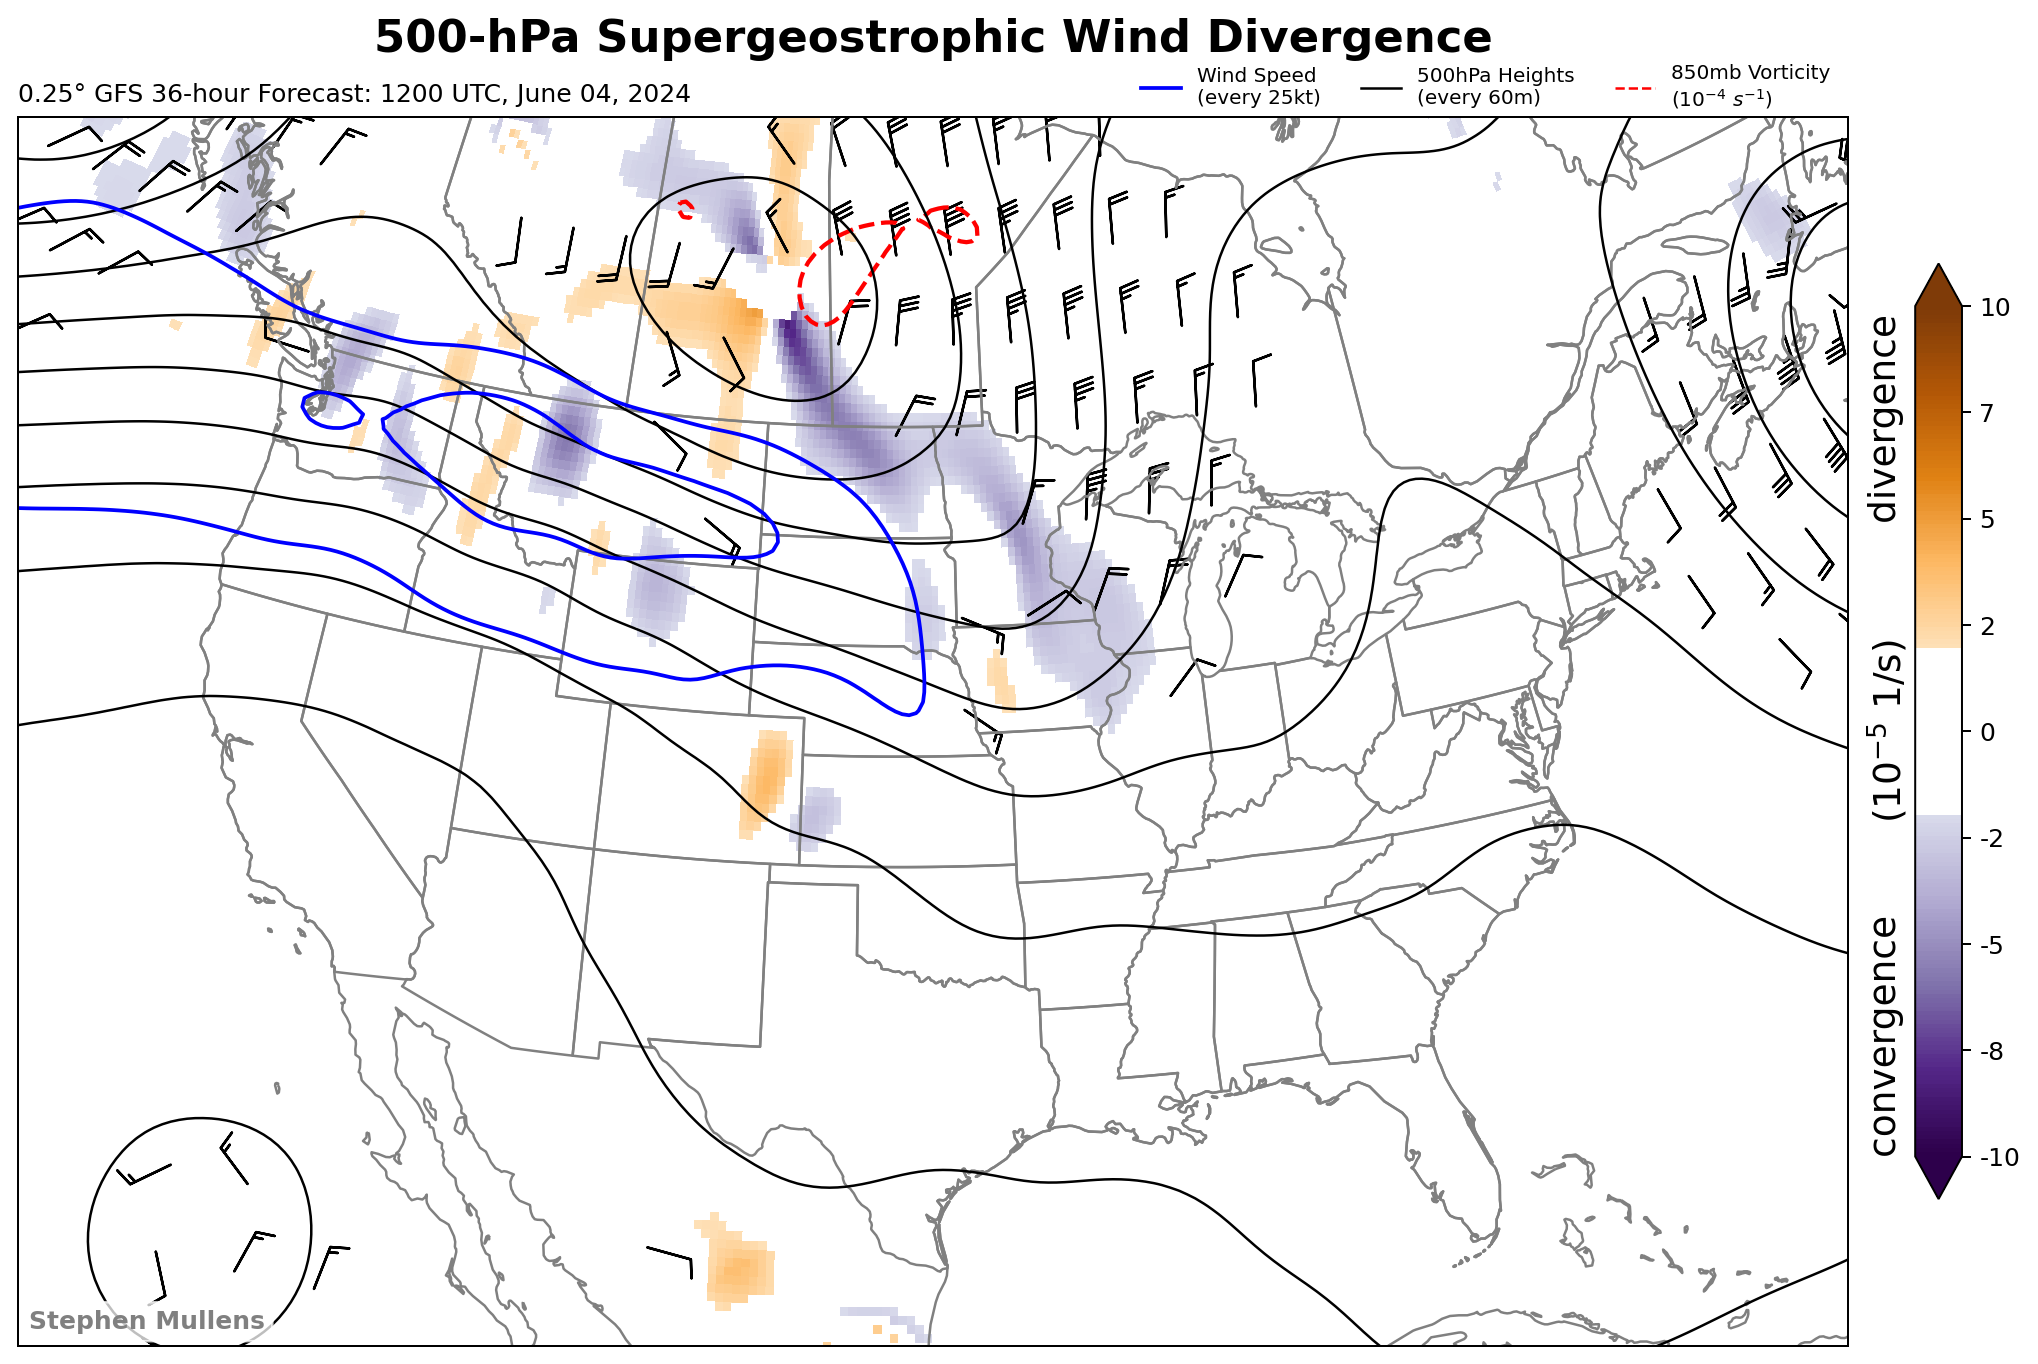 500-hPa Supergeostrophic Wind Divergence
0.25° GFS 36-hour Forecast: 1200 UTC, June 04, 2024
Wind Speed
(every 25kt)
500hPa Heights
(every 60m)
850mb Vorticity
(10⁻⁴ s⁻¹)
10
7
5
2
0
-2
-5
-8
-10
convergence (10⁻⁵ 1/s) divergence
Stephen Mullens